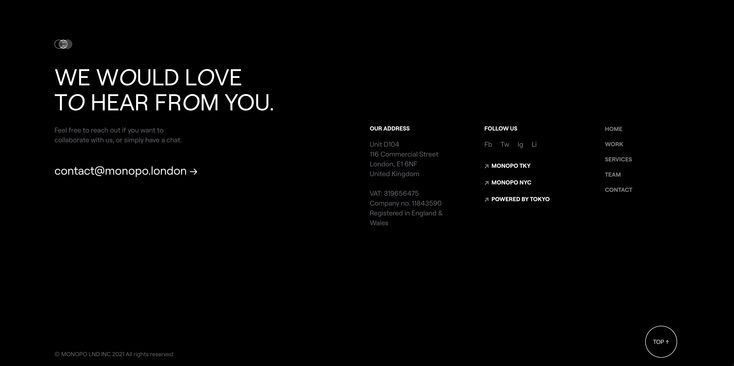 WE WOULD LOVE
TO HEAR FROM YOU.
Feel free to reach out if you want to
collaborate with us, or simply have a chat.
contact@monopo.london →
OUR ADDRESS
Unit D104
116 Commercial Street
London, E1 6NF
United Kingdom
VAT: 319656475
Company no. 11843590
Registered in England &
Wales
FOLLOW US
Fb Tw Ig Li
↗ MONOPO TKY
↗ MONOPO NYC
↗ POWERED BY TOKYO
HOME
WORK
SERVICES
TEAM
CONTACT
© MONOPO LND INC 2021 All rights reserved
TOP ↑